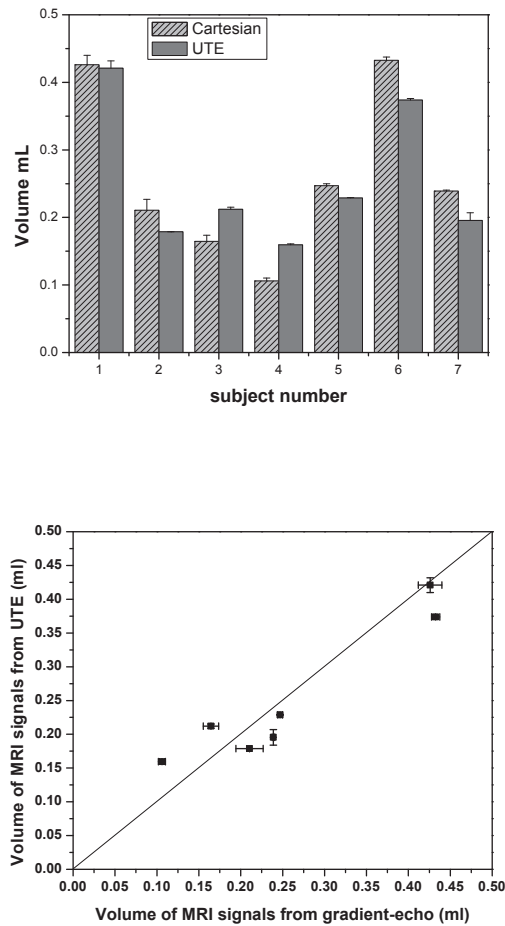 0.5
Cartesian
UTE
0.4
0.3
0.2
0.1
0.0
Volume mL
1 2 3 4 5 6 7
subject number
0.50
0.45
0.40
0.35
0.30
0.25
0.20
0.15
0.10
0.05
0.00
Volume of MRI signals from UTE (ml)
0.00 0.05 0.10 0.15 0.20 0.25 0.30 0.35 0.40 0.45 0.50
Volume of MRI signals from gradient-echo (ml)